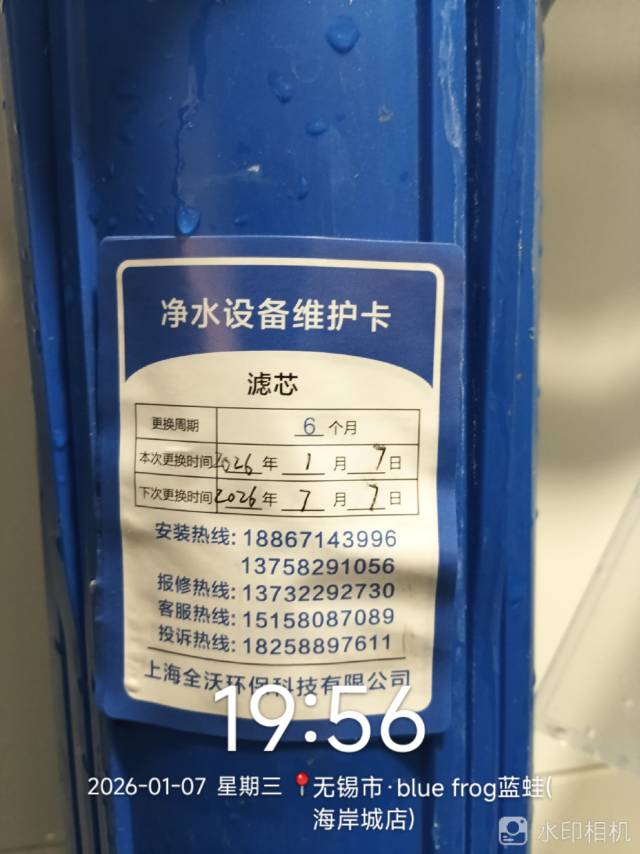 净水设备维护卡
滤芯
更换周期 6 个月
本次更换时间 2026 年 1 月 7 日
下次更换时间 2026 年 7 月 7 日
安装热线: 18867143996
13758291056
报修热线: 13732292730
客服热线: 15158087089
投诉热线: 18258897611
上海全沃环保科技有限公司
19:56
2026-01-07 星期三 无锡市·blue frog蓝蛙(
海岸城店)
水印相机